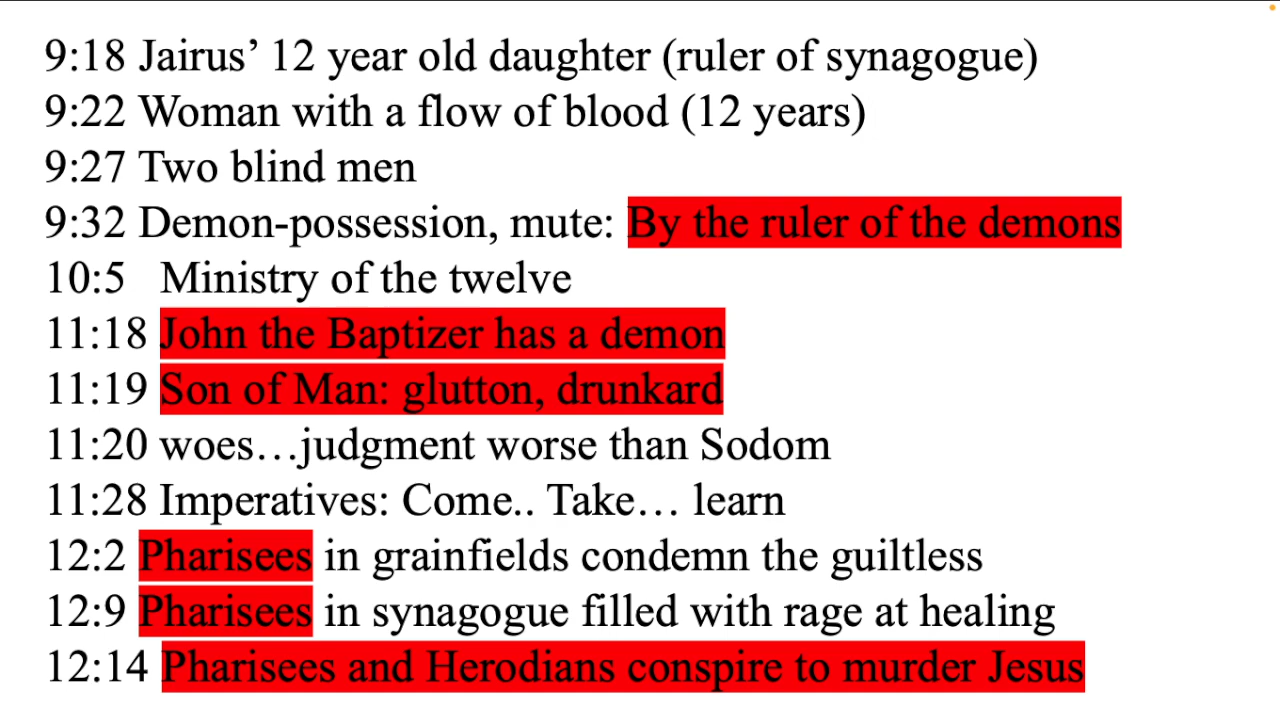 9:18 Jairus’ 12 year old daughter (ruler of synagogue)
9:22 Woman with a flow of blood (12 years)
9:27 Two blind men
9:32 Demon-possession, mute: By the ruler of the demons
10:5 Ministry of the twelve
11:18 John the Baptizer has a demon
11:19 Son of Man: glutton, drunkard
11:20 woes…judgment worse than Sodom
11:28 Imperatives: Come.. Take… learn
12:2 Pharisees in grainfields condemn the guiltless
12:9 Pharisees in synagogue filled with rage at healing
12:14 Pharisees and Herodians conspire to murder Jesus